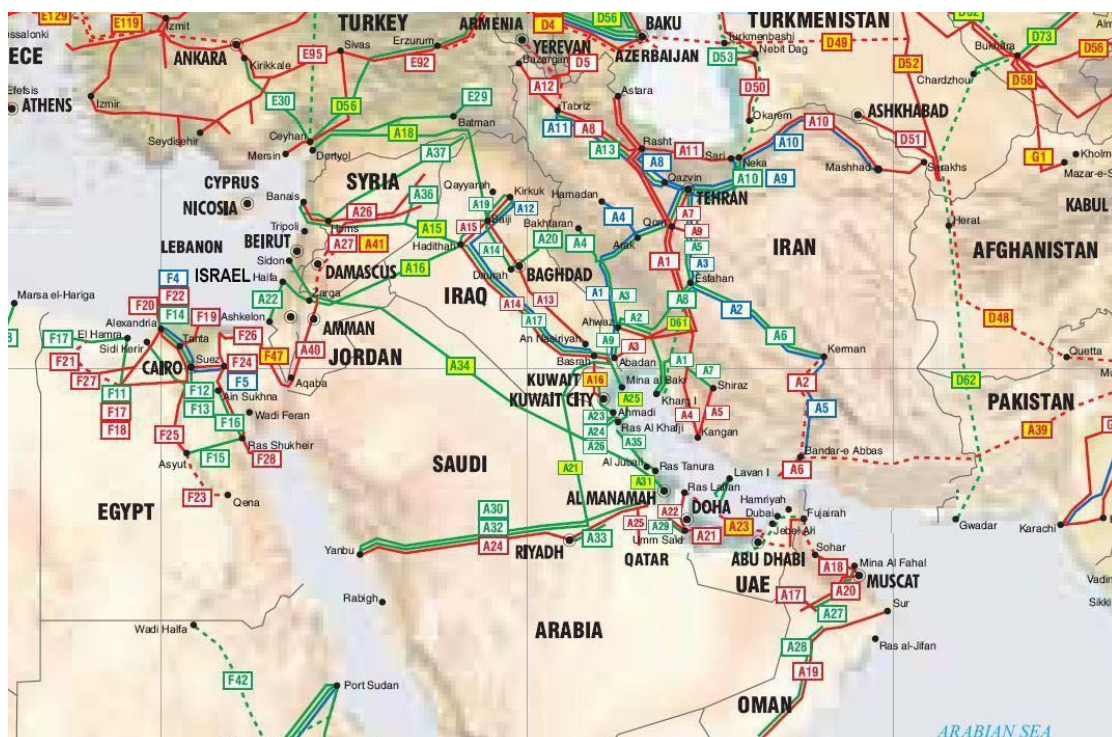 E129
E119
Izmit
TURKEY
ARMENIA
D4
D56
BAKU
TURKMENISTAN
D62
ECE
ANKARA
Kirikkale
E95
Sivas
Erzurum
E92
YEREVAN
Bazargan
D5
AZERBAIJAN
Turkmenbashi
Nebit Dag
D53
D49
D52
Bukhara
D73
D56
D58
Chardzhou
Efelsis
ATHENS
Izmir
E30
D56
E29
A12
Astara
D50
ASHKHABAD
Seydisehir
Ceyhan
A18
Batman
Tabriz
A11
A8
Okarem
A10
D51
Mersin
Dortyol
A37
A13
Rasht
A11
Sari
Neka
A10
Mashhad
Sarakhs
G1
Kholm
Mazar-e-S
CYPRUS
NICOSIA
SYRIA
Banais
A36
Qayyarah
Kirkuk
A19
A12
Hamadan
A8
Qazvin
TEHRAN
A10
A9
KABUL
Tripoli
Homs
A26
A15
A15
Baiji
Bakhtaran
A4
Qom
A7
A9
Herat
LEBANON
BEIRUT
A27
A41
Hadithah
A14
A20
A4
Arak
A5
IRAN
AFGHANISTAN
Sidon
DAMASCUS
A16
Daurah
BAGHDAD
A1
A3
Esfahan
Marsa el-Hariga
F4
ISRAEL
Haifa
IRAQ
A13
A1
A3
A8
A2
F20
F22
F14
A22
Zarqa
A14
A17
Ahwaz
A2
D61
A6
D48
F17
El Hamra
Alexandria
F19
Ashkelon
AMMAN
An Nasiriyah
A9
A3
Sidi Kerir
Tanta
F26
A40
JORDAN
Basrah
Abadan
A1
Kerman
Quetta
F21
CAIRO
Suez
F24
F47
A34
KUWAIT
A16
Mina al Bakr
A7
Shiraz
A2
D62
F27
F11
F5
Aqaba
KUWAIT CITY
A25
Kharg I
A5
PAKISTAN
F17
F12
Ain Sukhna
A23
Ahmadi
A4
A5
F18
F13
Wadi Feran
A24
Ras Al Khafji
Kangan
A39
F25
F16
Ras Shukheir
A26
A35
Bandar-e Abbas
Asyut
F15
F28
SAUDI
A21
Al Jubail
Ras Tanura
Lavan I
A6
F23
Qena
A31
Ras Laffan
EGYPT
AL MANAMAH
DOHA
Hamriyah
Dubai
Fujairah
Gwadar
Karachi
A30
A32
A22
A23
Jebel Ali
Yanbu
A24
RIYADH
A33
A25
A29
Umm Said
A21
ABU DHABI
Sohar
QATAR
A18
Mina Al Fahal
UAE
A20
MUSCAT
Rabigh
A17
A27
Sur
Wadi Halfa
ARABIA
A28
Ras al-Jifan
F42
A19
Port Sudan
OMAN
ARABIAN SEA